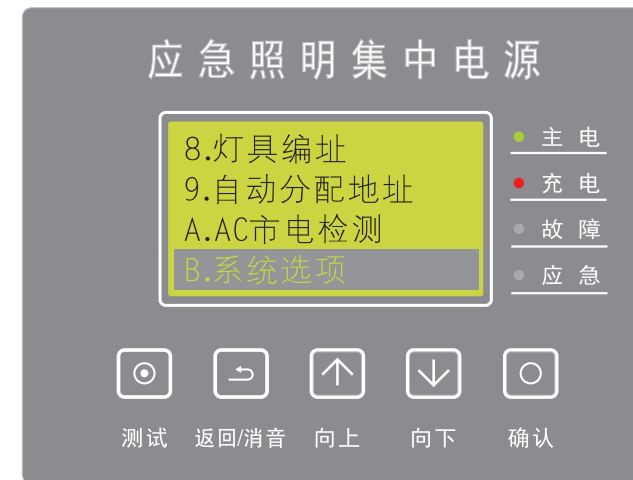 应急照明集中电源
8.灯具编址
9.自动分配地址
A.AC市电检测
B.系统选项
主电
充电
故障
应急
测试 返回/消音 向上 向下 确认